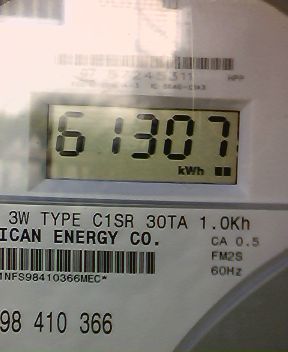 61307
kWh
3W TYPE C1SR 30TA 1.0Kh
ICAN ENERGY CO.
CA 0.5
FM2S
60Hz
1NFS98410366MEC*
98 410 366